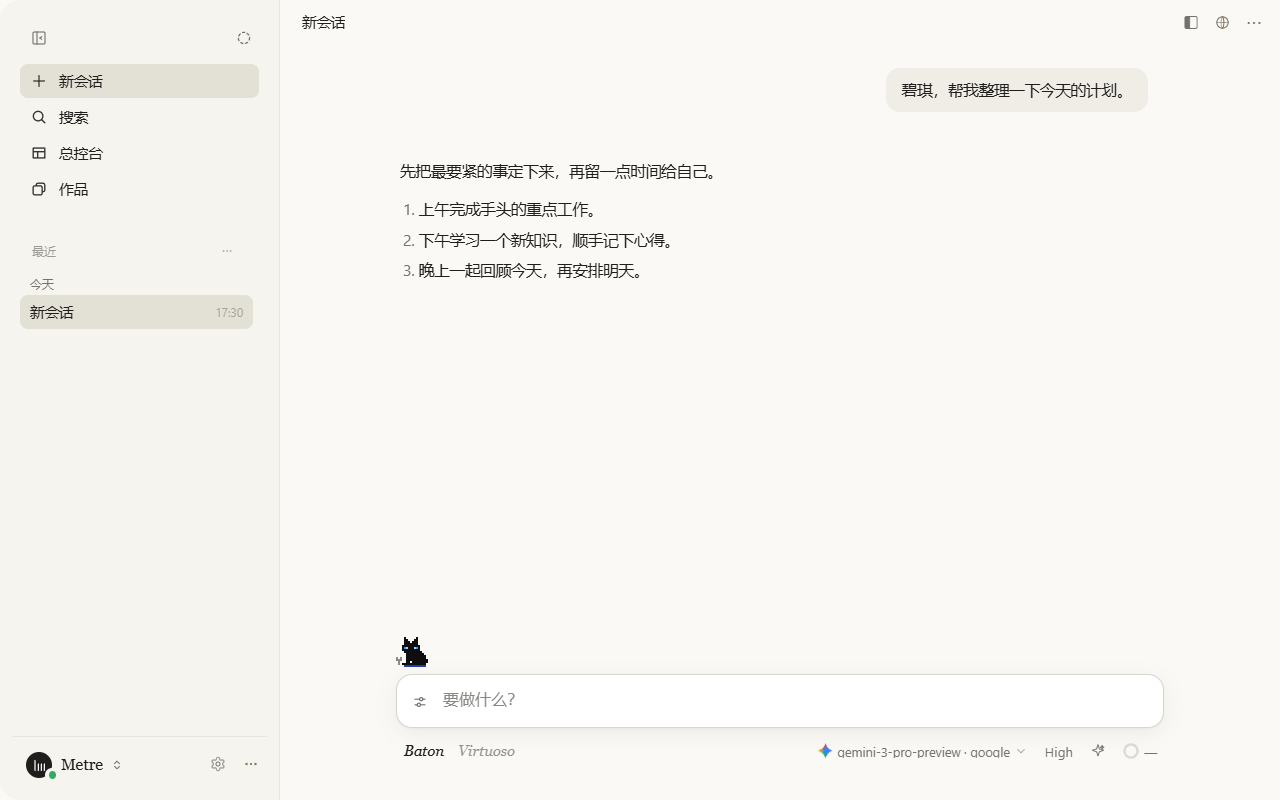 新会话
新会话
搜索
总控台
作品
最近
今天
新会话 17:30
Metre
碧琪，帮我整理一下今天的计划。
先把最要紧的事定下来，再留一点时间给自己。
1. 上午完成手头的重点工作。
2. 下午学习一个新知识，顺手记下心得。
3. 晚上一起回顾今天，再安排明天。
要做什么？
Baton Virtuoso gemini-3-pro-preview · google High —